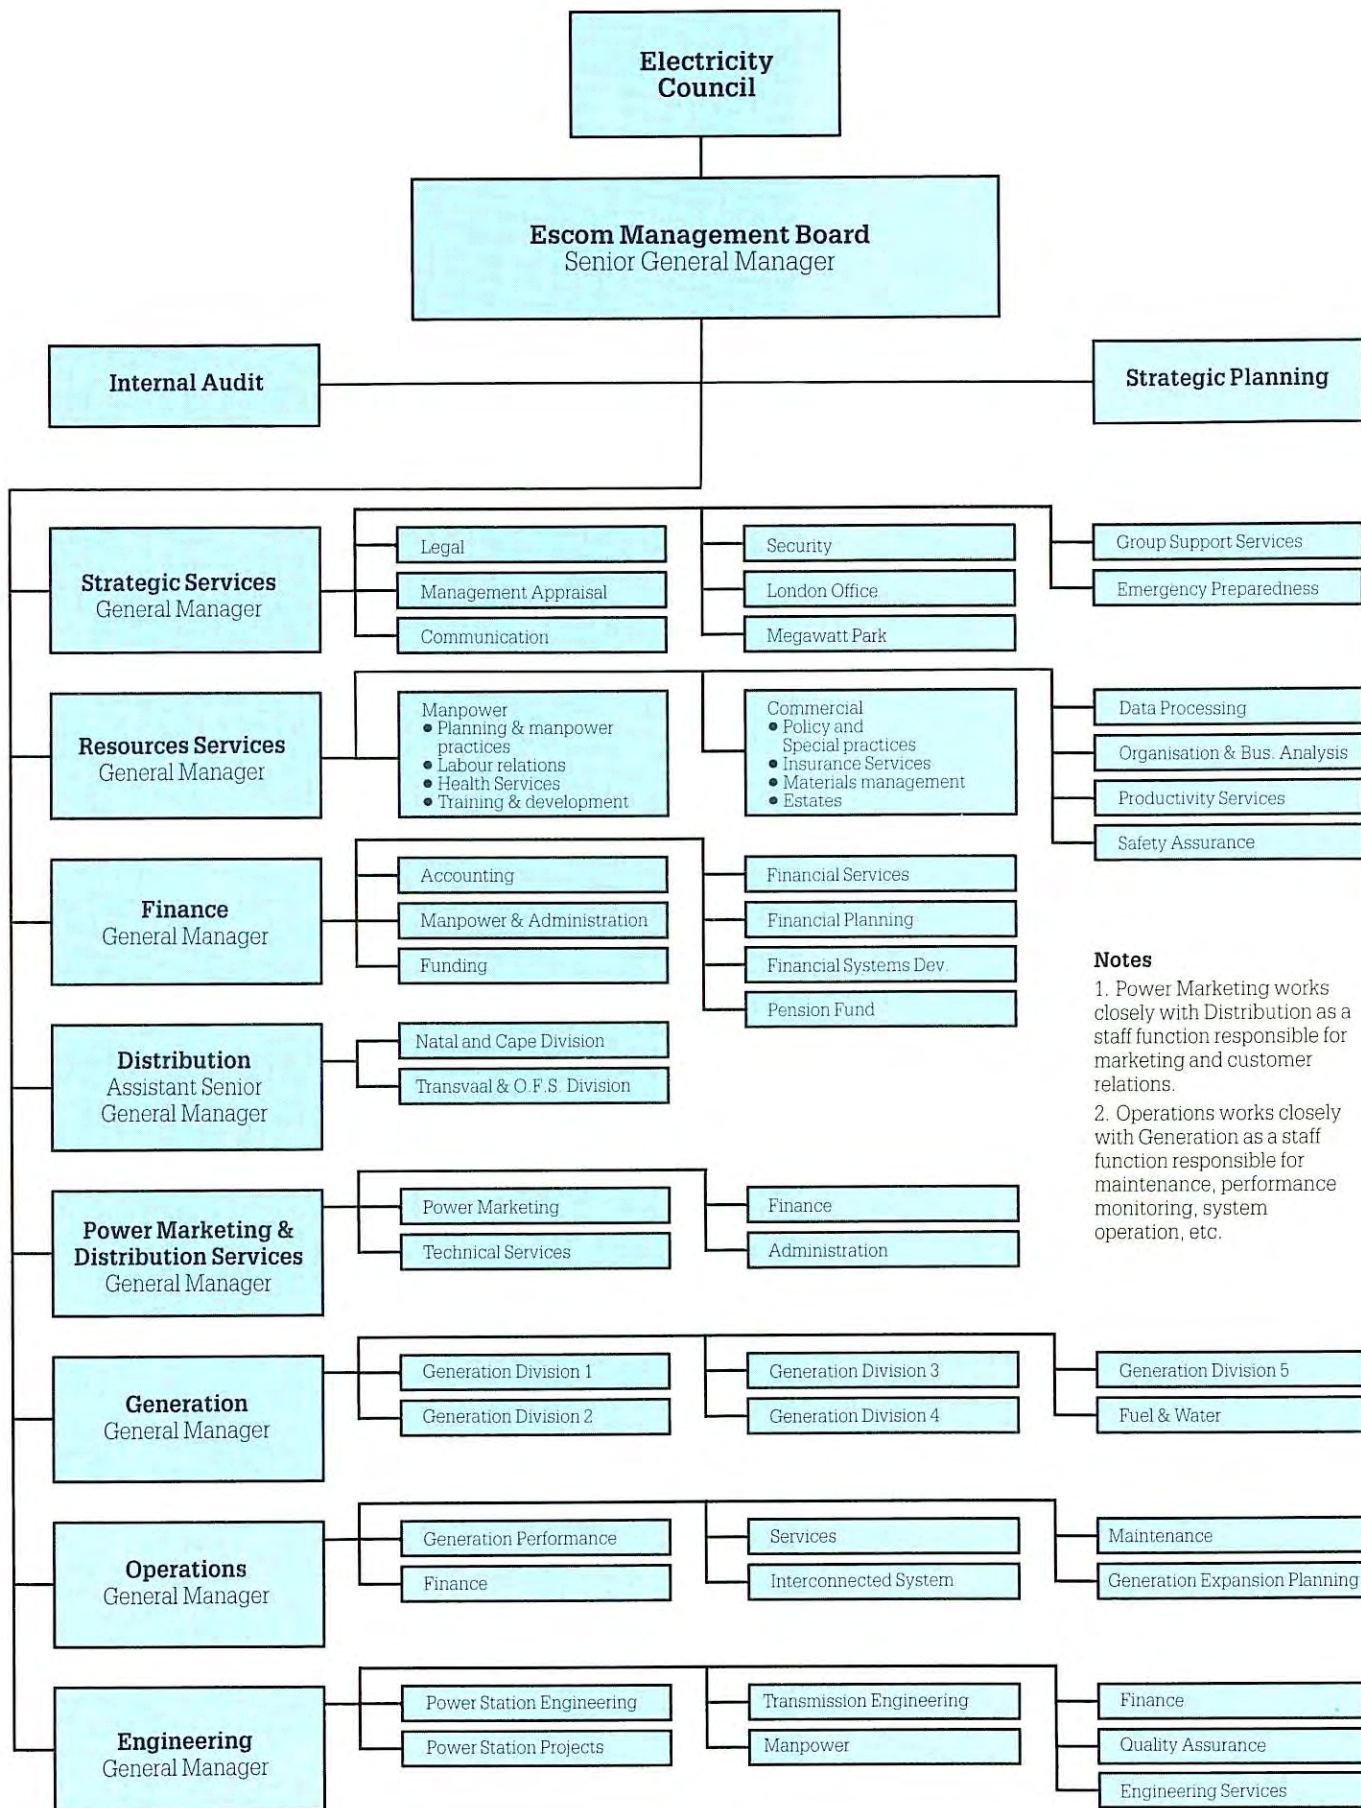 Electricity
Council
Escom Management Board
Senior General Manager
Internal Audit
Strategic Planning
Strategic Services
General Manager
Legal
Management Appraisal
Communication
Security
London Office
Megawatt Park
Group Support Services
Emergency Preparedness
Resources Services
General Manager
Manpower
• Planning & manpower
practices
• Labour relations
• Health Services
• Training & development
Commercial
• Policy and
Special practices
• Insurance Services
• Materials management
• Estates
Data Processing
Organisation & Bus. Analysis
Productivity Services
Safety Assurance
Finance
General Manager
Accounting
Manpower & Administration
Funding
Financial Services
Financial Planning
Financial Systems Dev.
Pension Fund
Distribution
Assistant Senior
General Manager
Natal and Cape Division
Transvaal & O.F.S. Division
Notes
1. Power Marketing works
closely with Distribution as a
staff function responsible for
marketing and customer
relations.
2. Operations works closely
with Generation as a staff
function responsible for
maintenance, performance
monitoring, system
operation, etc.
Power Marketing &
Distribution Services
General Manager
Power Marketing
Technical Services
Finance
Administration
Generation
General Manager
Generation Division 1
Generation Division 2
Generation Division 3
Generation Division 4
Generation Division 5
Fuel & Water
Operations
General Manager
Generation Performance
Finance
Services
Interconnected System
Maintenance
Generation Expansion Planning
Engineering
General Manager
Power Station Engineering
Power Station Projects
Transmission Engineering
Manpower
Finance
Quality Assurance
Engineering Services